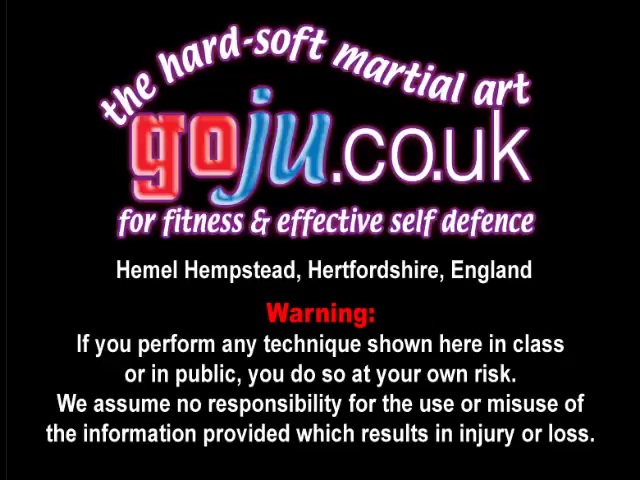 the hard-soft martial art
goju.co.uk
for fitness & effective self defence
Hemel Hempstead, Hertfordshire, England
Warning:
If you perform any technique shown here in class
or in public, you do so at your own risk.
We assume no responsibility for the use or misuse of
the information provided which results in injury or loss.